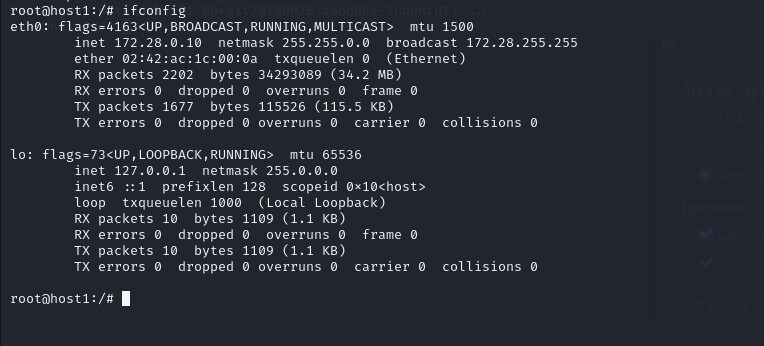 root@host1:/# ifconfig
eth0: flags=4163<UP,BROADCAST,RUNNING,MULTICAST>  mtu 1500
        inet 172.28.0.10  netmask 255.255.0.0  broadcast 172.28.255.255
        ether 02:42:ac:1c:00:0a  txqueuelen 0  (Ethernet)
        RX packets 2202  bytes 34293089 (34.2 MB)
        RX errors 0  dropped 0  overruns 0  frame 0
        TX packets 1677  bytes 115526 (115.5 KB)
        TX errors 0  dropped 0 overruns 0  carrier 0  collisions 0

lo: flags=73<UP,LOOPBACK,RUNNING>  mtu 65536
        inet 127.0.0.1  netmask 255.0.0.0
        inet6 ::1  prefixlen 128  scopeid 0×10<host>
        loop  txqueuelen 1000  (Local Loopback)
        RX packets 10  bytes 1109 (1.1 KB)
        RX errors 0  dropped 0  overruns 0  frame 0
        TX packets 10  bytes 1109 (1.1 KB)
        TX errors 0  dropped 0 overruns 0  carrier 0  collisions 0

root@host1:/#
Área de
Opciones
Ayuda